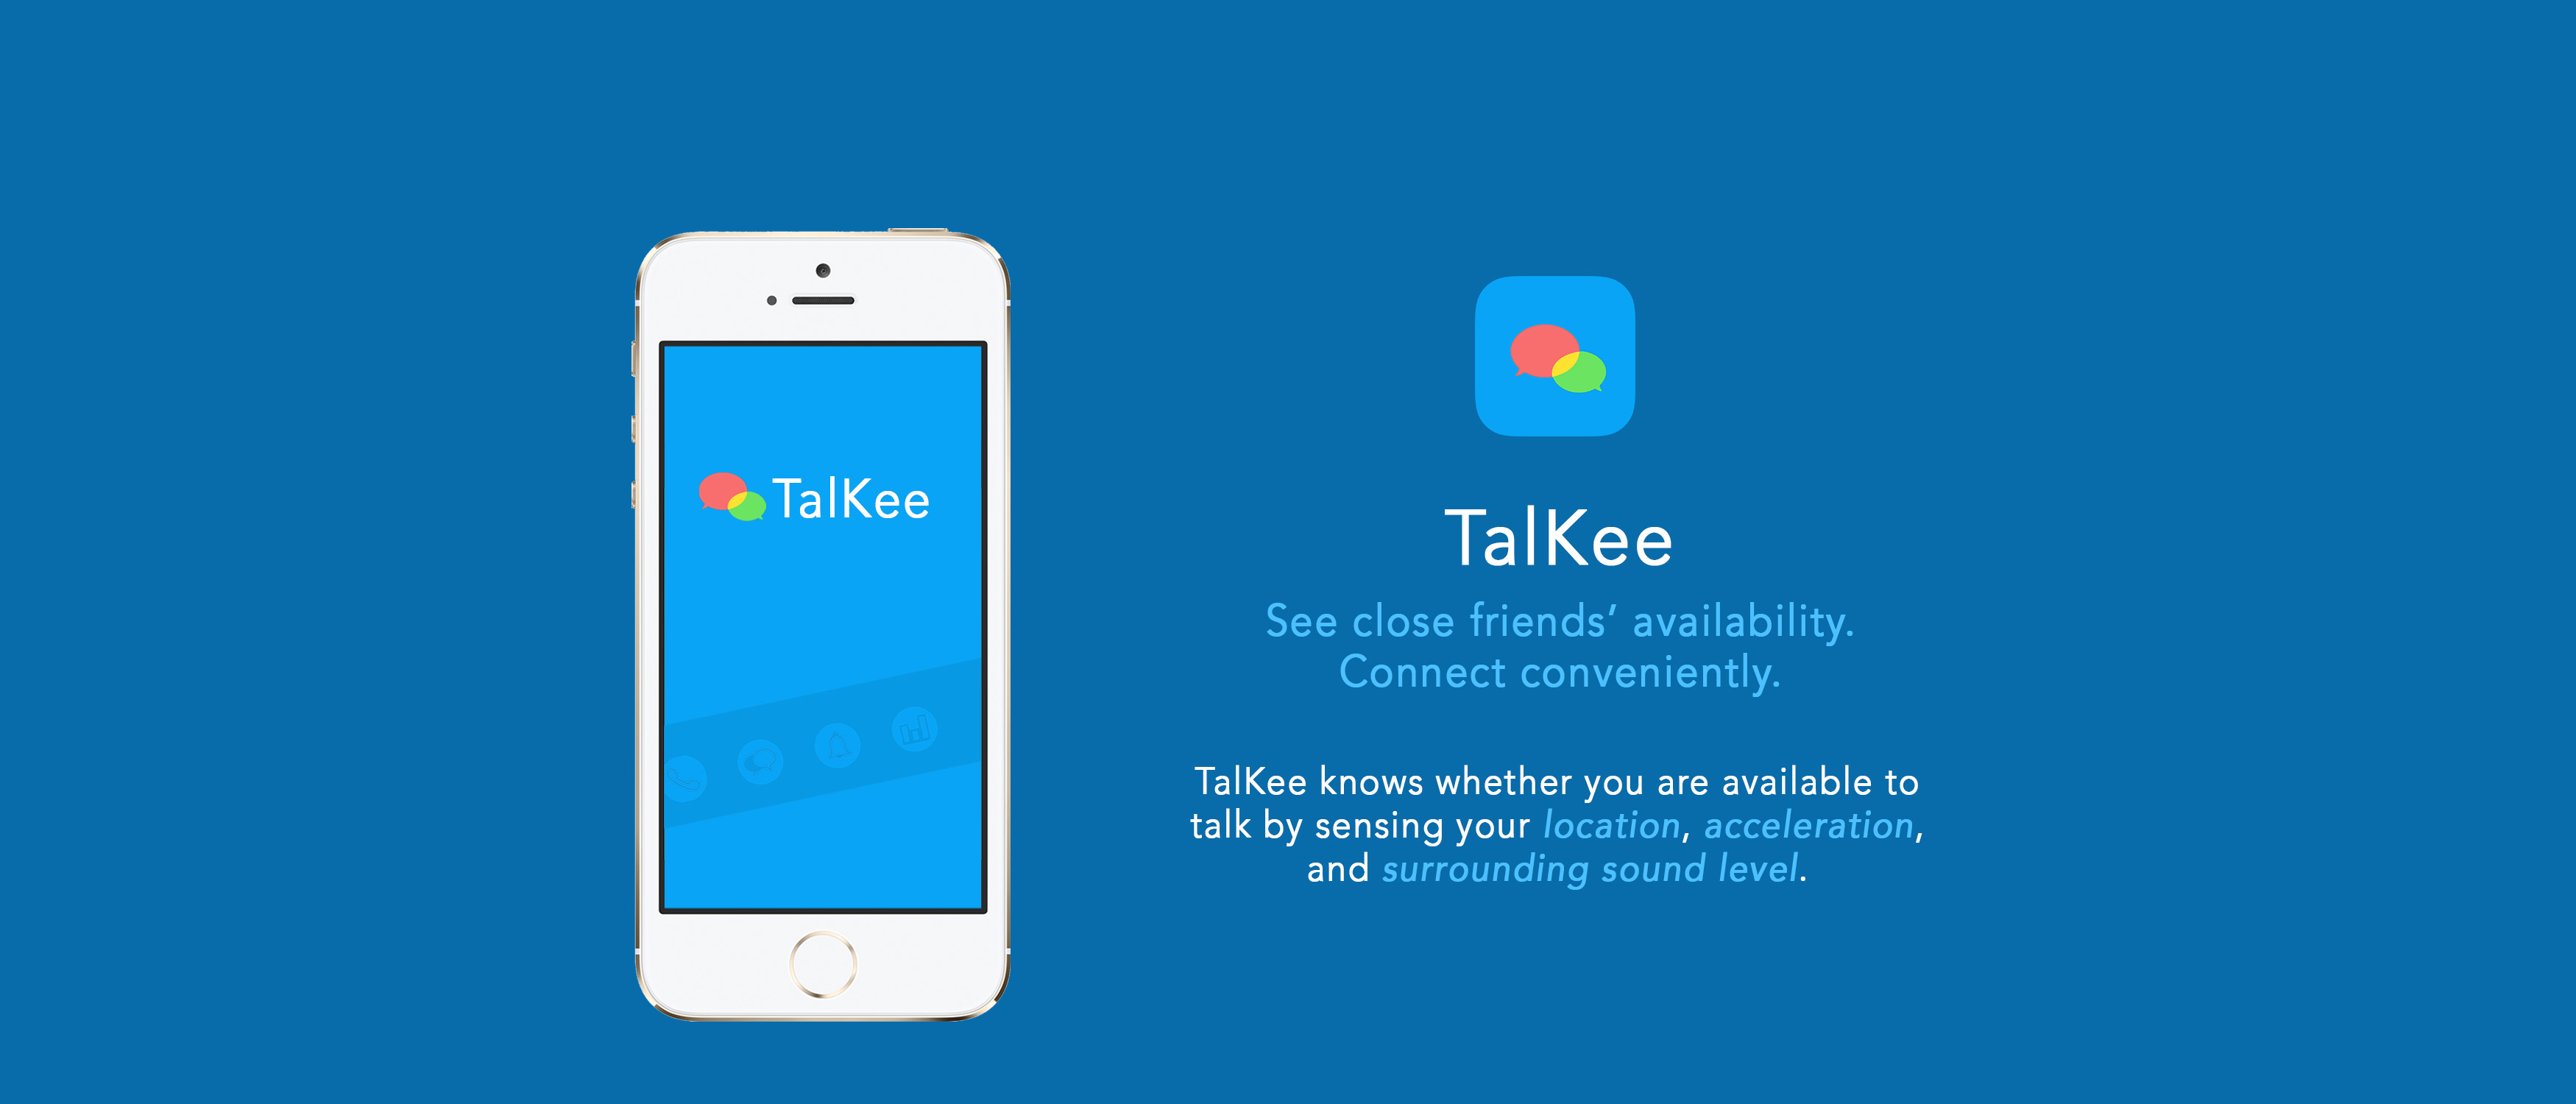 TalKee
TalKee
See close friends’ availability.
Connect conveniently.
TalKee knows whether you are available to
talk by sensing your location, acceleration,
and surrounding sound level.